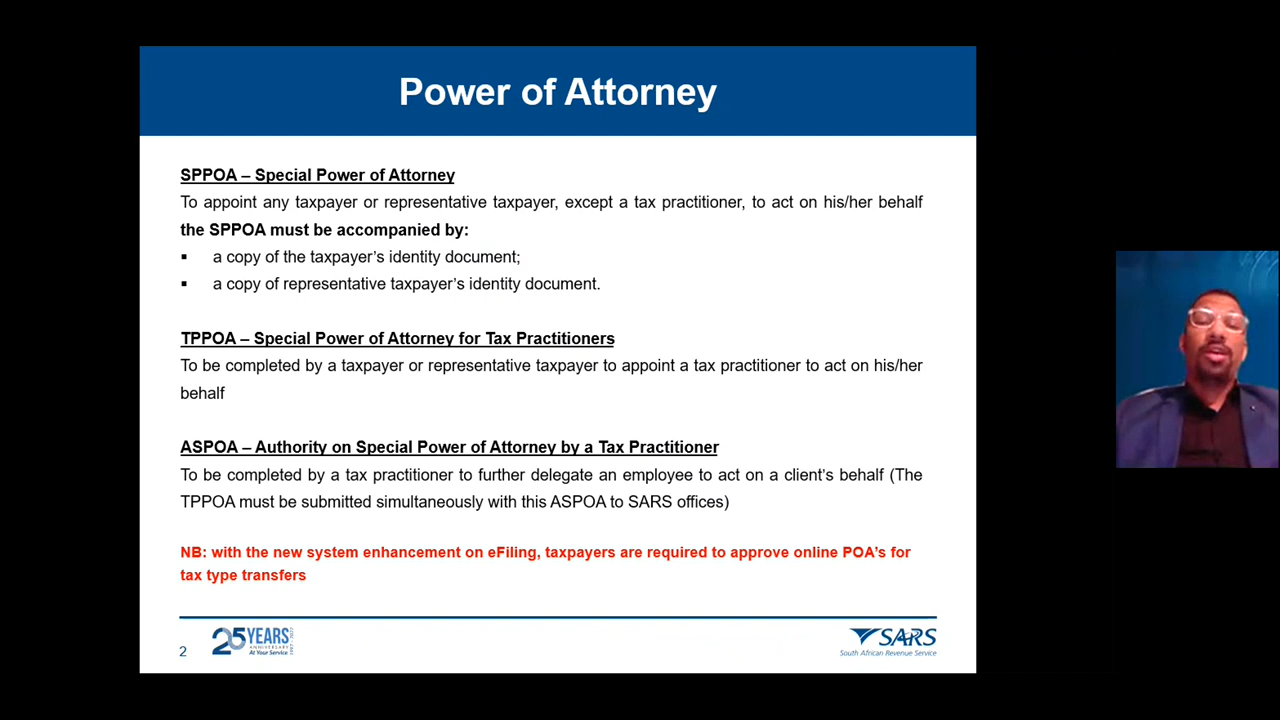 Power of Attorney
SPPOA – Special Power of Attorney
To appoint any taxpayer or representative taxpayer, except a tax practitioner, to act on his/her behalf
the SPPOA must be accompanied by:
▪ a copy of the taxpayer’s identity document;
▪ a copy of representative taxpayer’s identity document.
TPPOA – Special Power of Attorney for Tax Practitioners
To be completed by a taxpayer or representative taxpayer to appoint a tax practitioner to act on his/her
behalf
ASPOA – Authority on Special Power of Attorney by a Tax Practitioner
To be completed by a tax practitioner to further delegate an employee to act on a client’s behalf (The
TPPOA must be submitted simultaneously with this ASPOA to SARS offices)
NB: with the new system enhancement on eFiling, taxpayers are required to approve online POA’s for
tax type transfers
2
25 YEARS
ANNIVERSARY
At Your Service
SARS
South African Revenue Service